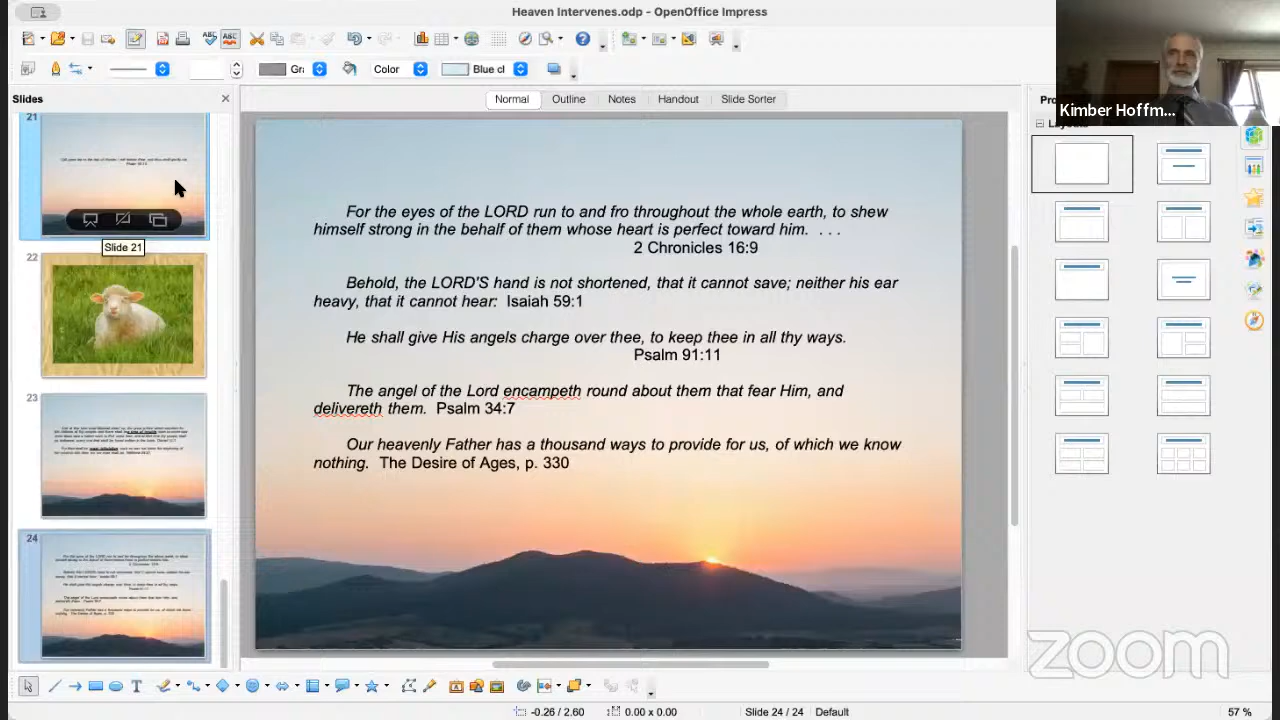 Heaven Intervenes.odp - OpenOffice Impress
Kimber Hoffm...
Color
Blue cl
Slides
Normal
Outline
Notes
Handout
Slide Sorter
21
Slide 21
22
23
24
For the eyes of the LORD run to and fro throughout the whole earth, to shew
himself strong in the behalf of them whose heart is perfect toward him. . . .
2 Chronicles 16:9
Behold, the LORD'S hand is not shortened, that it cannot save; neither his ear
heavy, that it cannot hear: Isaiah 59:1
He shall give His angels charge over thee, to keep thee in all thy ways.
Psalm 91:11
The angel of the Lord encampeth round about them that fear Him, and
delivereth them. Psalm 34:7
Our heavenly Father has a thousand ways to provide for us, of which we know
nothing. The Desire of Ages, p. 330
zoom
-0.26 / 2.60
0.00 x 0.00
Slide 24 / 24
Default
57 %